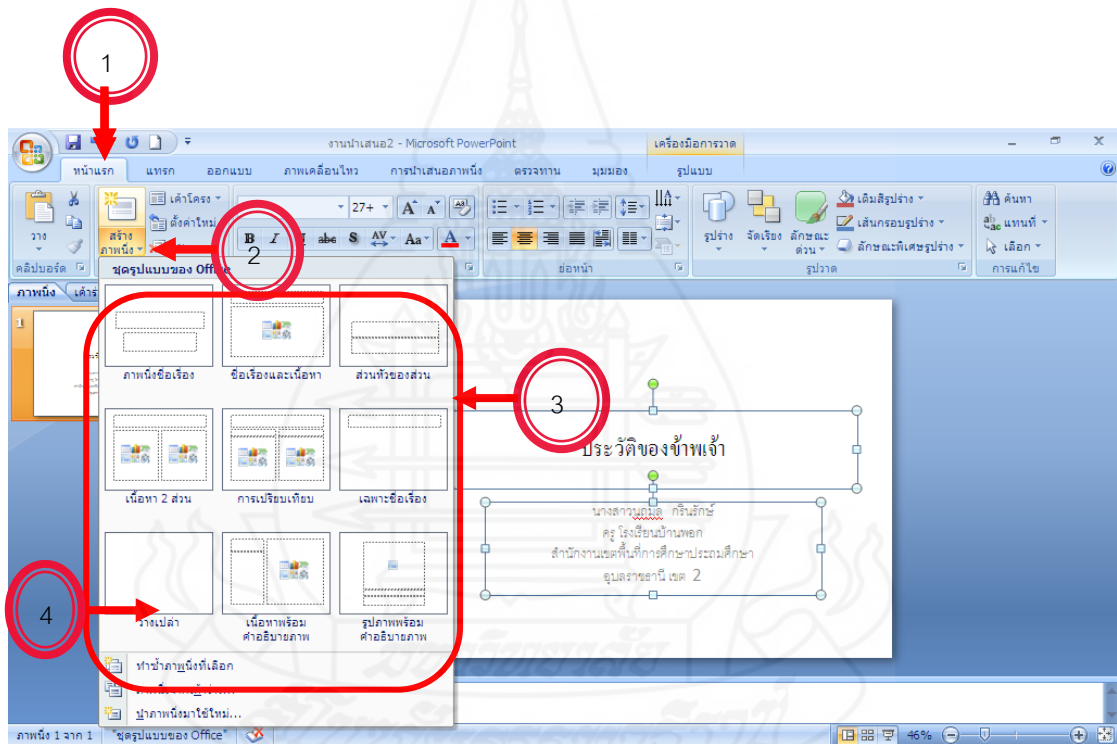 1
งานนำเสนอ2 - Microsoft PowerPoint
เครื่องมือการวาด
หน้าแรก แทรก ออกแบบ ภาพเคลื่อนไหว การนำเสนอภาพนิ่ง ตรวจทาน มุมมอง รูปแบบ
วาง
คลิปบอร์ด
สร้าง
ภาพนิ่ง
เค้าโครง
ตั้งค่าใหม่
2
27+
B I abc S AV Aa A
ย่อหน้า
รูปร่าง
จัดเรียง
ลักษณะ
ด่วน
เติมสีรูปร่าง
เส้นกรอบรูปร่าง
ลักษณะพิเศษรูปร่าง
รูปวาด
ค้นหา
แทนที่
เลือก
การแก้ไข
ภาพนิ่ง
1
ชุดรูปแบบของ Office
ภาพนิ่งชื่อเรื่อง
ชื่อเรื่องและเนื้อหา
ส่วนหัวของส่วน
เนื้อหา 2 ส่วน
การเปรียบเทียบ
เฉพาะชื่อเรื่อง
ว่างเปล่า
เนื้อหาพร้อม
คำอธิบายภาพ
รูปภาพพร้อม
คำอธิบายภาพ
ทำซ้ำภาพนิ่งที่เลือก
นำภาพนิ่งมาใช้ใหม่...
3
4
ประวัติของข้าพเจ้า
ครู โรงเรียนบ้านพอก
สำนักงานเขตพื้นที่การศึกษาประถมศึกษา
อุบลราชธานี เขต 2
ภาพนิ่ง 1 จาก 1 "ชุดรูปแบบของ Office" 46%